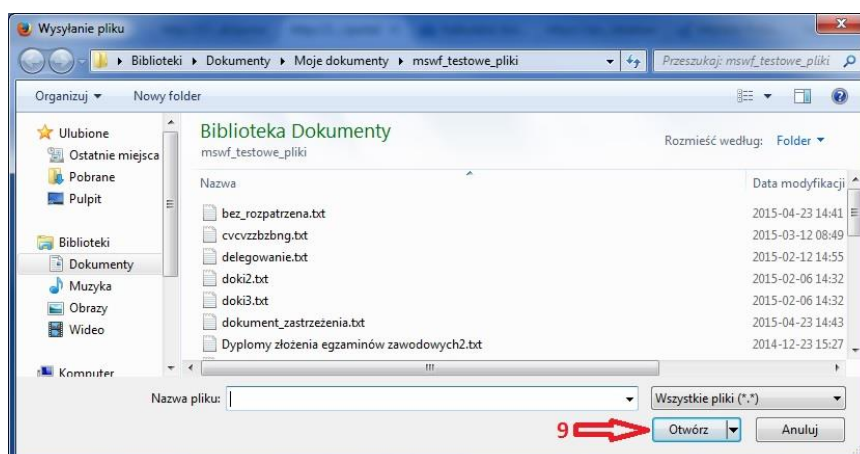 Wysyłanie pliku
Biblioteki Dokumenty Moje dokumenty mswf_testowe_pliki Przeszukaj: mswf_testowe_pliki
Organizuj Nowy folder
Ulubione
Ostatnie miejsca
Pobrane
Pulpit
Biblioteki
Dokumenty
Muzyka
Obrazy
Wideo
Komputer
Biblioteka Dokumenty
mswf_testowe_pliki
Rozmieść według: Folder
Nazwa Data modyfikacji
bez_rozpatrzena.txt 2015-04-23 14:41
cvcvzzbzbng.txt 2015-03-12 08:49
delegowanie.txt 2015-02-12 14:55
doki2.txt 2015-02-06 14:32
doki3.txt 2015-02-06 14:32
dokument_zastrzeżenia.txt 2015-04-23 14:43
Dyplomy złożenia egzaminów zawodowych2.txt 2014-12-23 15:27
Nazwa pliku: Wszystkie pliki (*.*)
9 Otwórz Anuluj